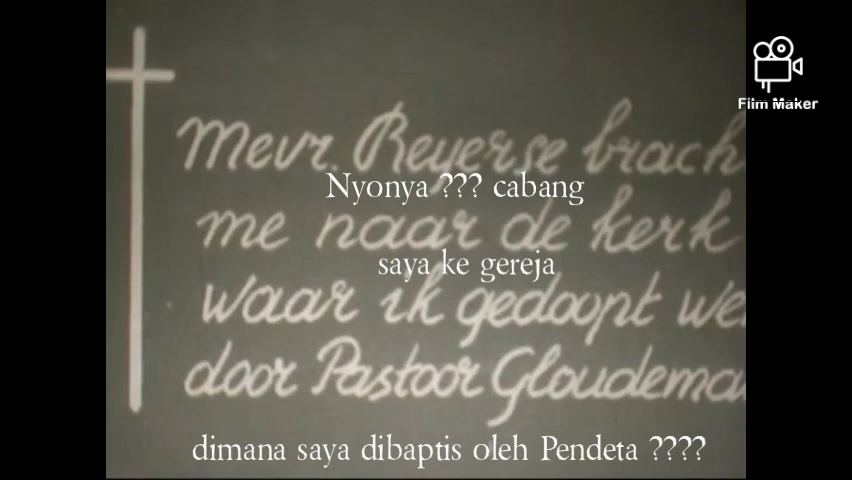 Film Maker
Mevr. Reyerse brach
Nyonya ??? cabang
me naar de kerk
saya ke gereja
waar ik gedoopt we
door Pastoor Gloudema
dimana saya dibaptis oleh Pendeta ????